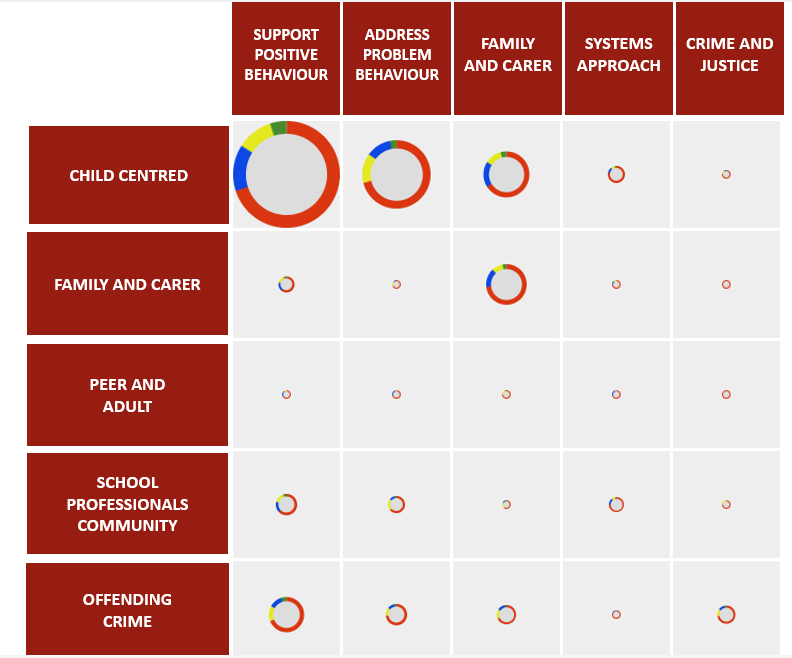 SUPPORT
POSITIVE
BEHAVIOUR
ADDRESS
PROBLEM
BEHAVIOUR
FAMILY
AND CARER
SYSTEMS
APPROACH
CRIME AND
JUSTICE
CHILD CENTRED
FAMILY AND CARER
PEER AND
ADULT
SCHOOL
PROFESSIONALS
COMMUNITY
OFFENDING
CRIME